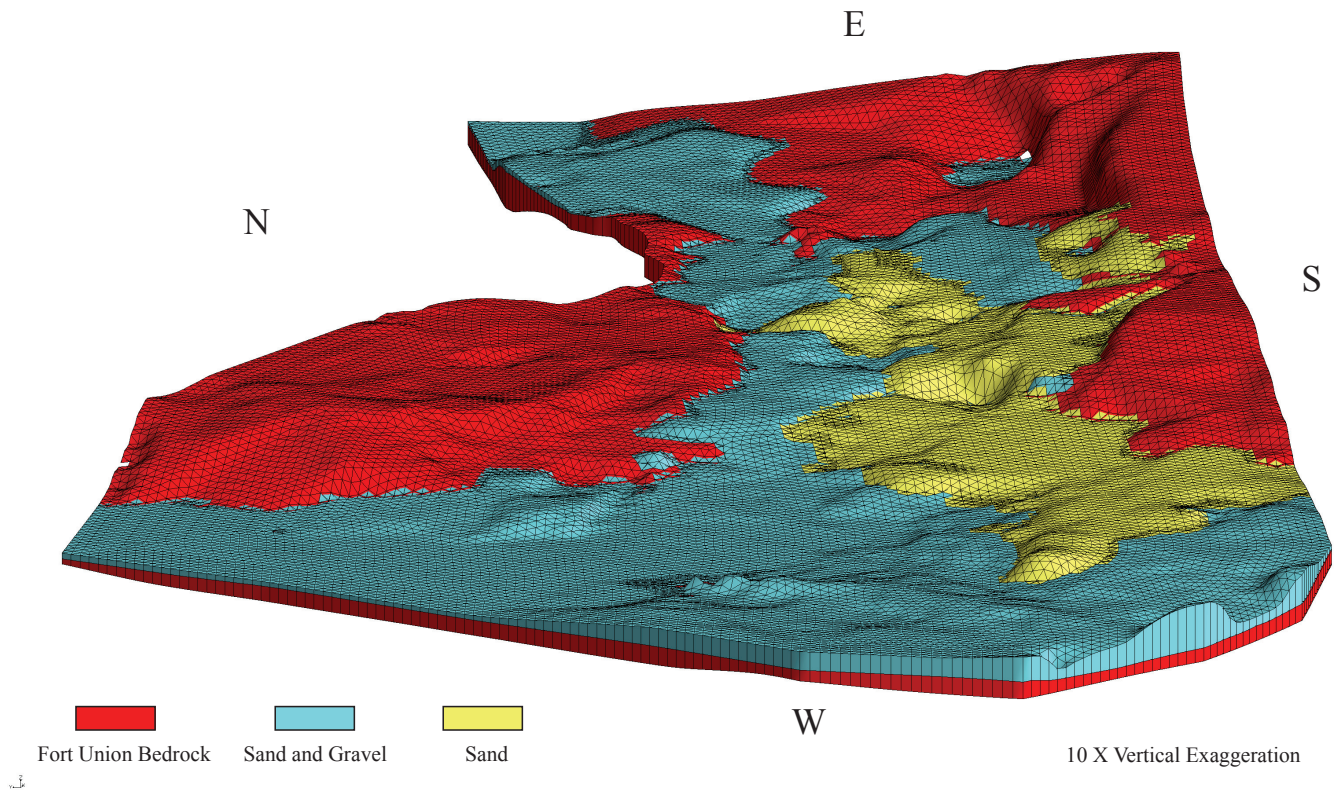 E
N
S
W
Fort Union Bedrock
Sand and Gravel
Sand
10 X Vertical Exaggeration